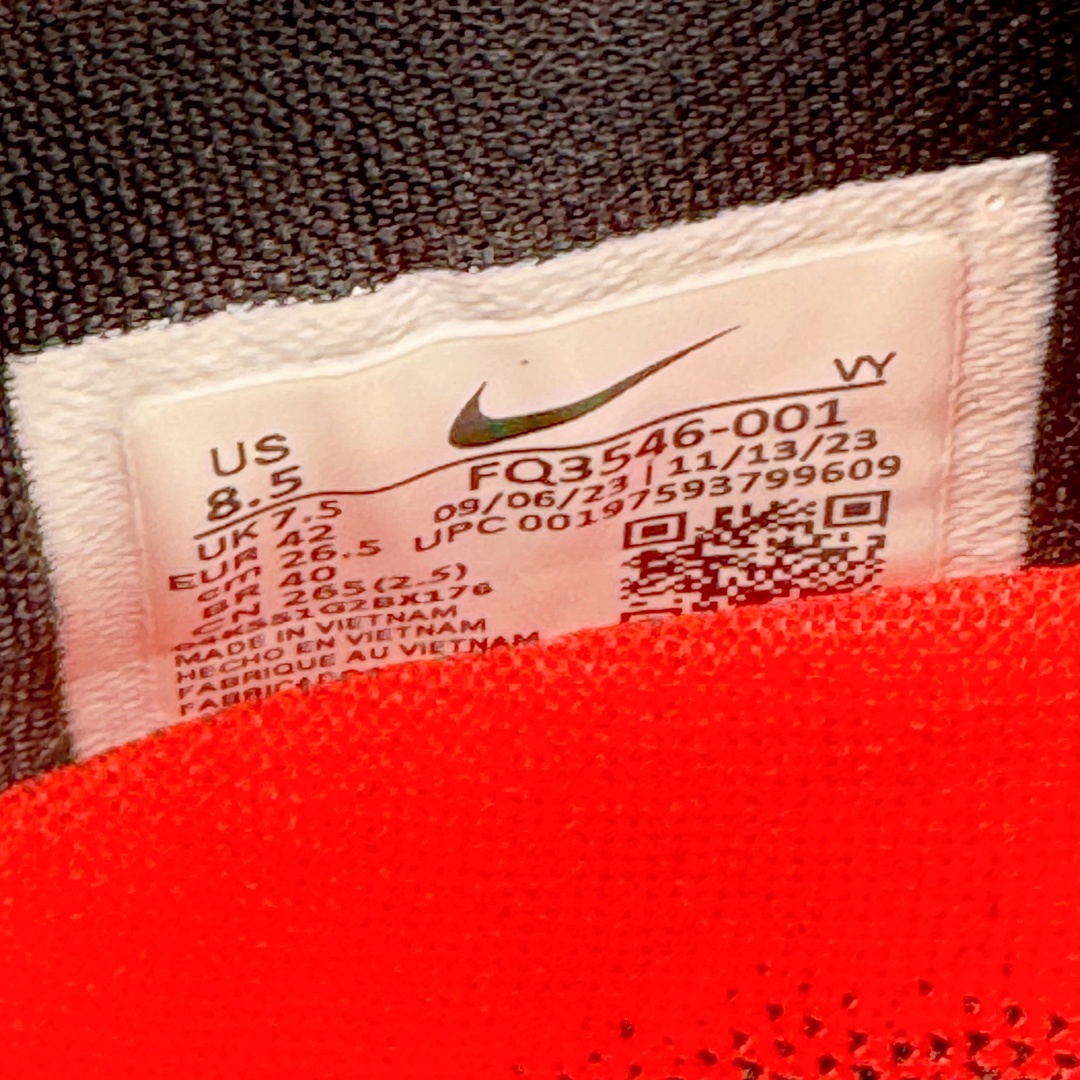 VY
US
8.5
FQ3546-001
09/06/23 | 11/13/23
UPC 00197593799609
UK 7.5
EUR 42
cm 26.5
BR 40
CN 265(2.5)
MADE IN VIETNAM
HECHO EN VIETNAM
FABRIQUE AU VIETNAM